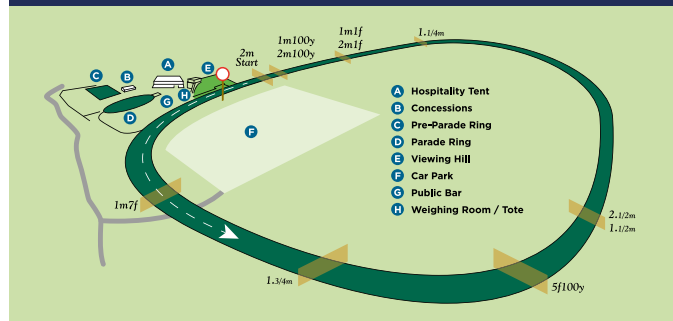 2m
Start
1m100y
2m100y
1m1f
2m1f
1.1/4m
A
B
C
D
E
G
H
F
A Hospitality Tent
B Concessions
C Pre-Parade Ring
D Parade Ring
E Viewing Hill
F Car Park
G Public Bar
H Weighing Room / Tote
1m7f
2.1/2m
1.1/2m
1.3/4m
5f100y